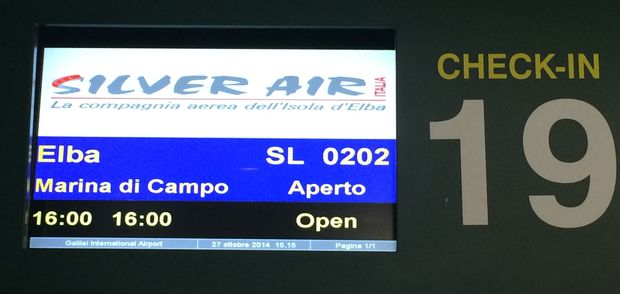 SILVER AIR ITALIA
La compagnia aerea dell'Isola d'Elba
Elba SL 0202
Marina di Campo Aperto
16:00 16:00 Open
Galilei International Airport 27 ottobre 2014 15.15 Pagina 1/1
CHECK-IN
19